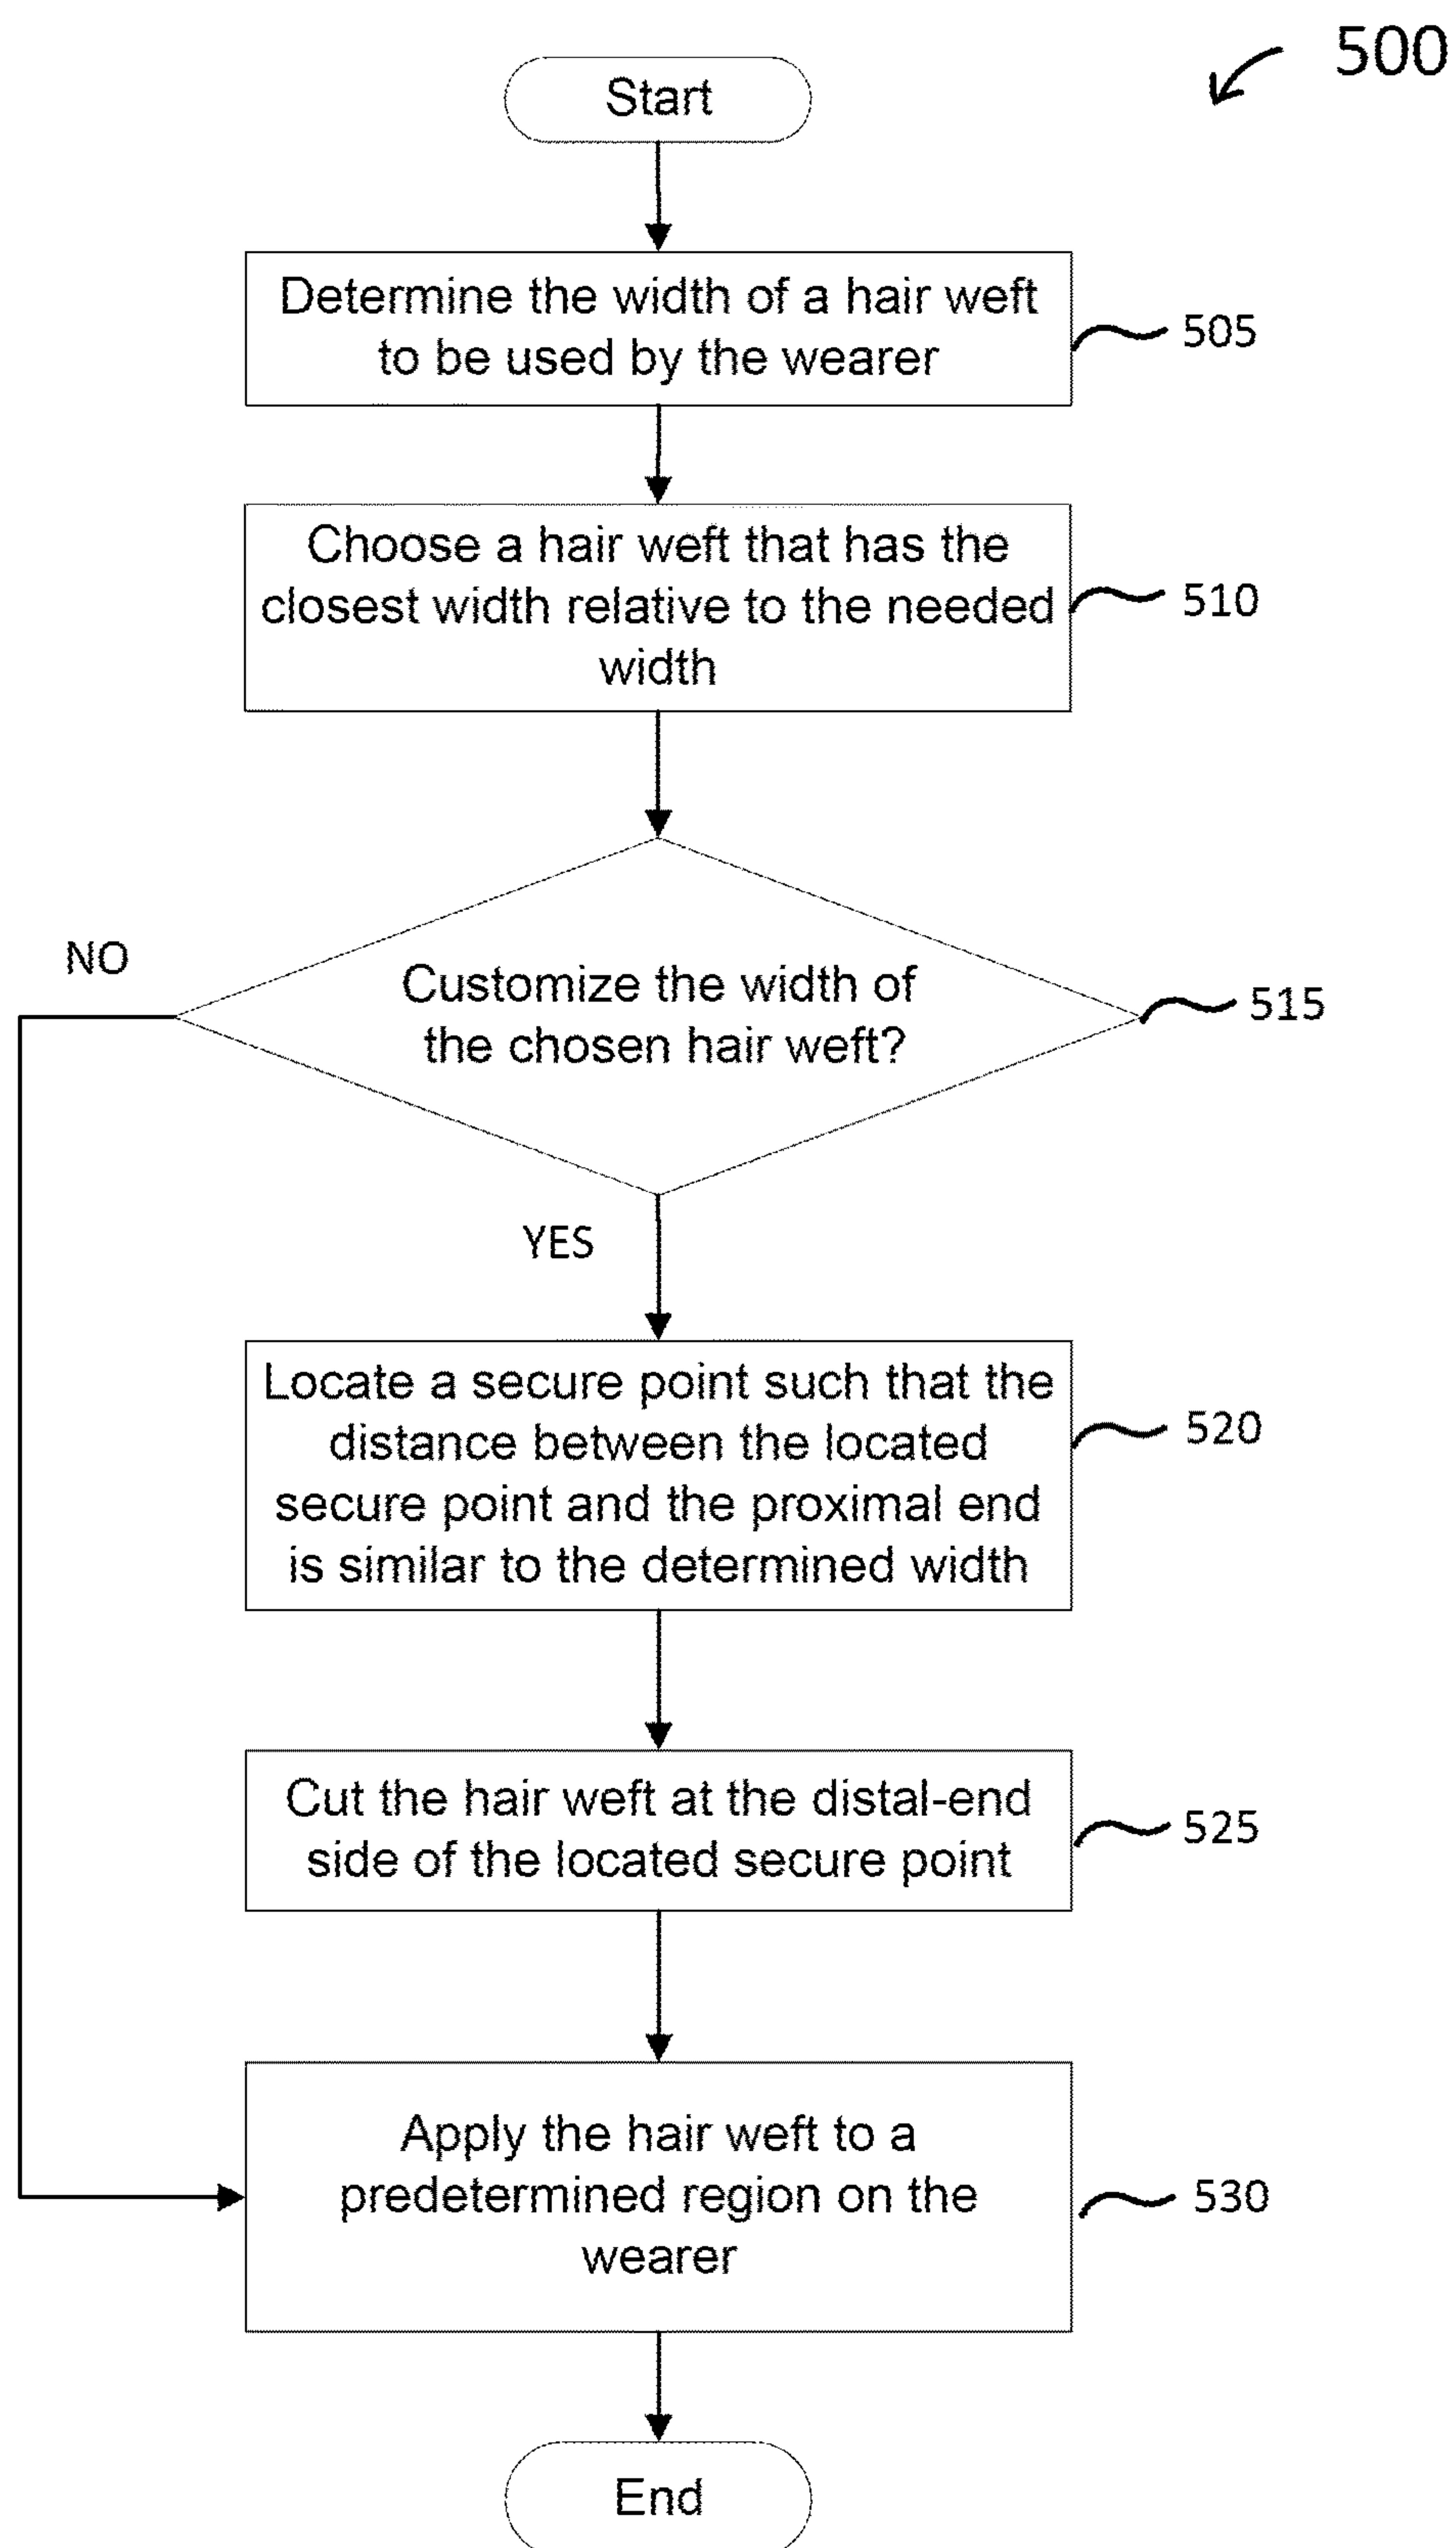 500
Start
Determine the width of a hair weft
to be used by the wearer
505
Choose a hair weft that has the
closest width relative to the needed
width
510
NO
Customize the width of
the chosen hair weft?
515
YES
Locate a secure point such that the
distance between the located
secure point and the proximal end
is similar to the determined width
520
Cut the hair weft at the distal-end
side of the located secure point
525
Apply the hair weft to a
predetermined region on the
wearer
530
End